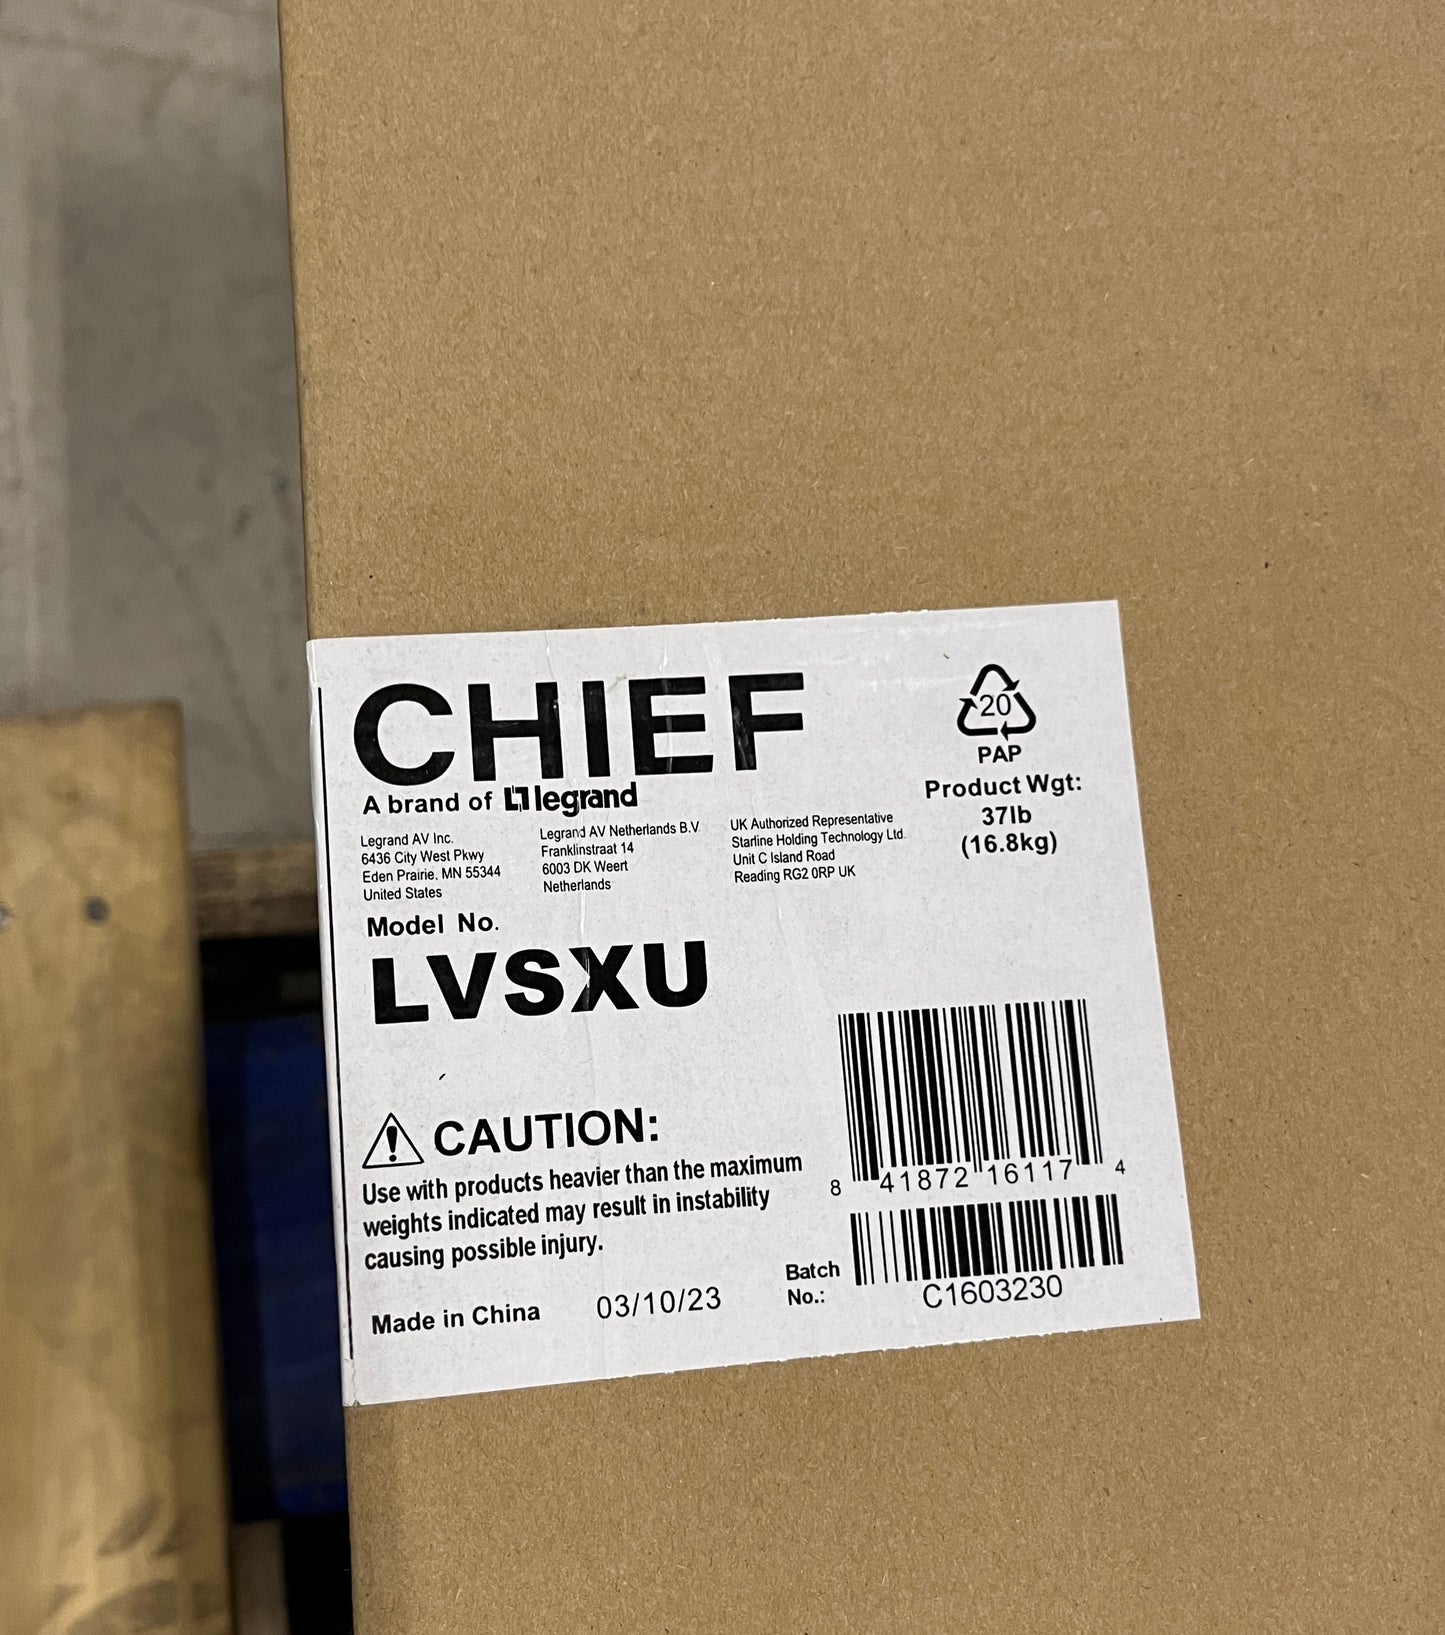 CHIEF
A brand of legrand
Legrand AV Inc.
6436 City West Pkwy
Eden Prairie, MN 55344
United States
Legrand AV Netherlands B.V
Franklinstraat 14
6003 DK Weert
Netherlands
UK Authorized Representative
Starline Holding Technology Ltd.
Unit C Island Road
Reading RG2 0RP UK
20
PAP
Product Wgt:
37lb
(16.8kg)
Model No.
LVSXU
CAUTION:
Use with products heavier than the maximum
weights indicated may result in instability
causing possible injury.
Made in China 03/10/23
8 41872 16117 4
Batch
No.:
C1603230